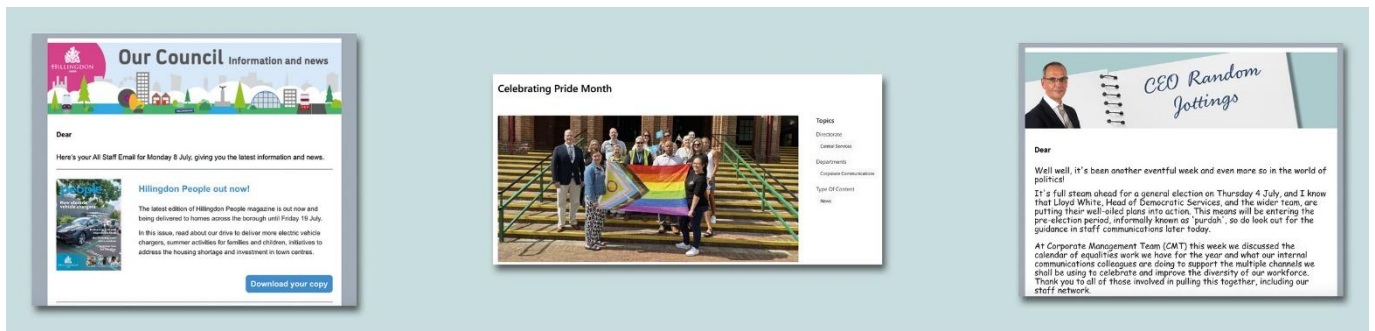 HILLINGDON
LONDON
Our Council Information and news
Dear
Here's your All Staff Email for Monday 8 July, giving you the latest information and news.
people
Hilingdon People out now!
The latest edition of Hillingdon People magazine is out now and
being delivered to homes across the borough until Friday 19 July.
In this issue, read about our drive to deliver more electric vehicle
chargers, summer activities for families and children, initiatives to
address the housing shortage and investment in town centres.
Download your copy
Celebrating Pride Month
Topics
Directorate
Central Services
Departments
Corporate Communications
Type Of Content
News
CEO Random
Jottings
Dear
Well well, it's been another eventful week and even more so in the world of
politics!
It's full steam ahead for a general election on Thursday 4 July, and I know
that Lloyd White, Head of Democratic Services, and the wider team, are
putting their well-oiled plans into action. This means will be entering the
pre-election period, informally known as 'purdah', so do look out for the
guidance in staff communications later today.
At Corporate Management Team (CMT) this week we discussed the
calendar of equalities work we have for the year and what our internal
communications colleagues are doing to support the multiple channels we
shall be using to celebrate and improve the diversity of our workforce.
Thank you to all of those involved in pulling this together, including our
staff network.